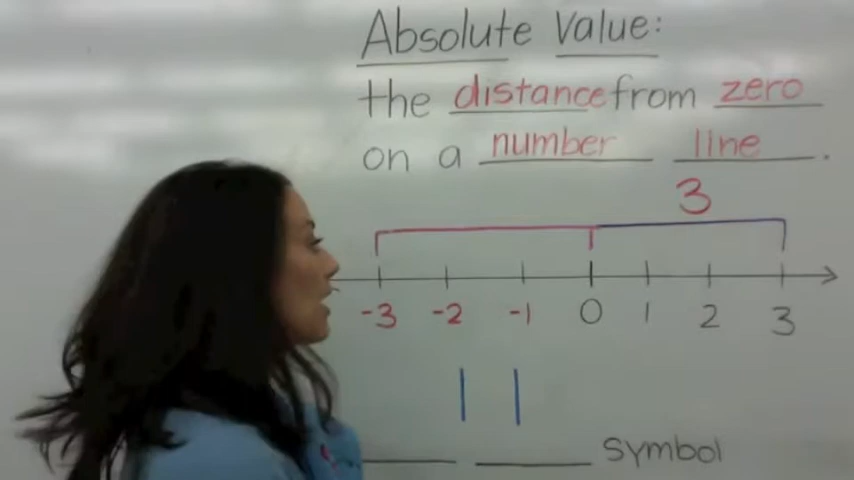 Absolute Value:
the distance from zero
on a number line.
3
-3 -2 -1 0 1 2 3
| |
Symbol